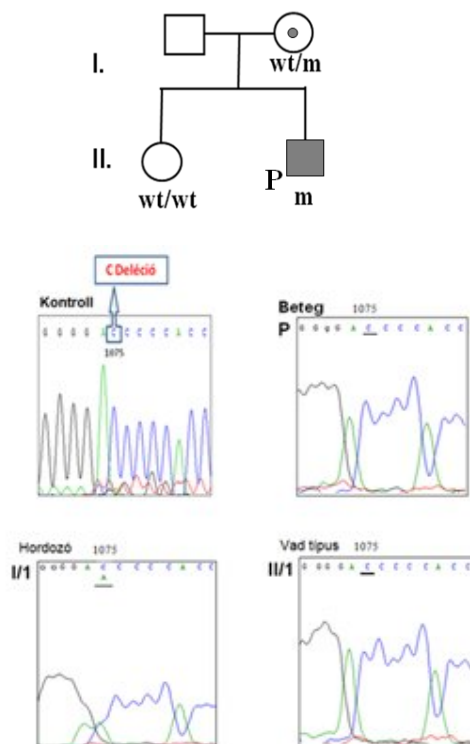 I.
wt/m
II.
P
wt/wt
m
C Deléció
Kontroll
G G G G A C C C C C A C C
1075
Beteg 1075
P
G G g G A C C C C A C C
Hordozó 1075
I/1
A
Vad típus 1075
II/1
G G G G A C C C C C A C C